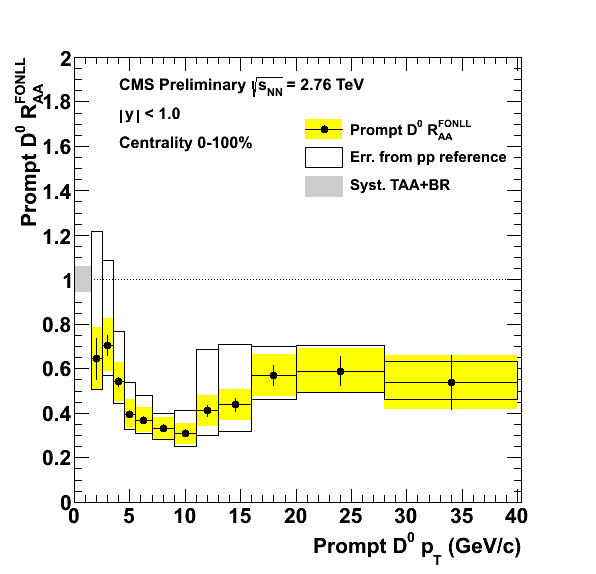 CMS Preliminary √sNN = 2.76 TeV
|y| < 1.0
Centrality 0-100%
Prompt D0 RAAFONLL
Err. from pp reference
Syst. TAA+BR
Prompt D0 RAAFONLL
2
1.8
1.6
1.4
1.2
1
0.8
0.6
0.4
0.2
0
0 5 10 15 20 25 30 35 40
Prompt D0 pT (GeV/c)